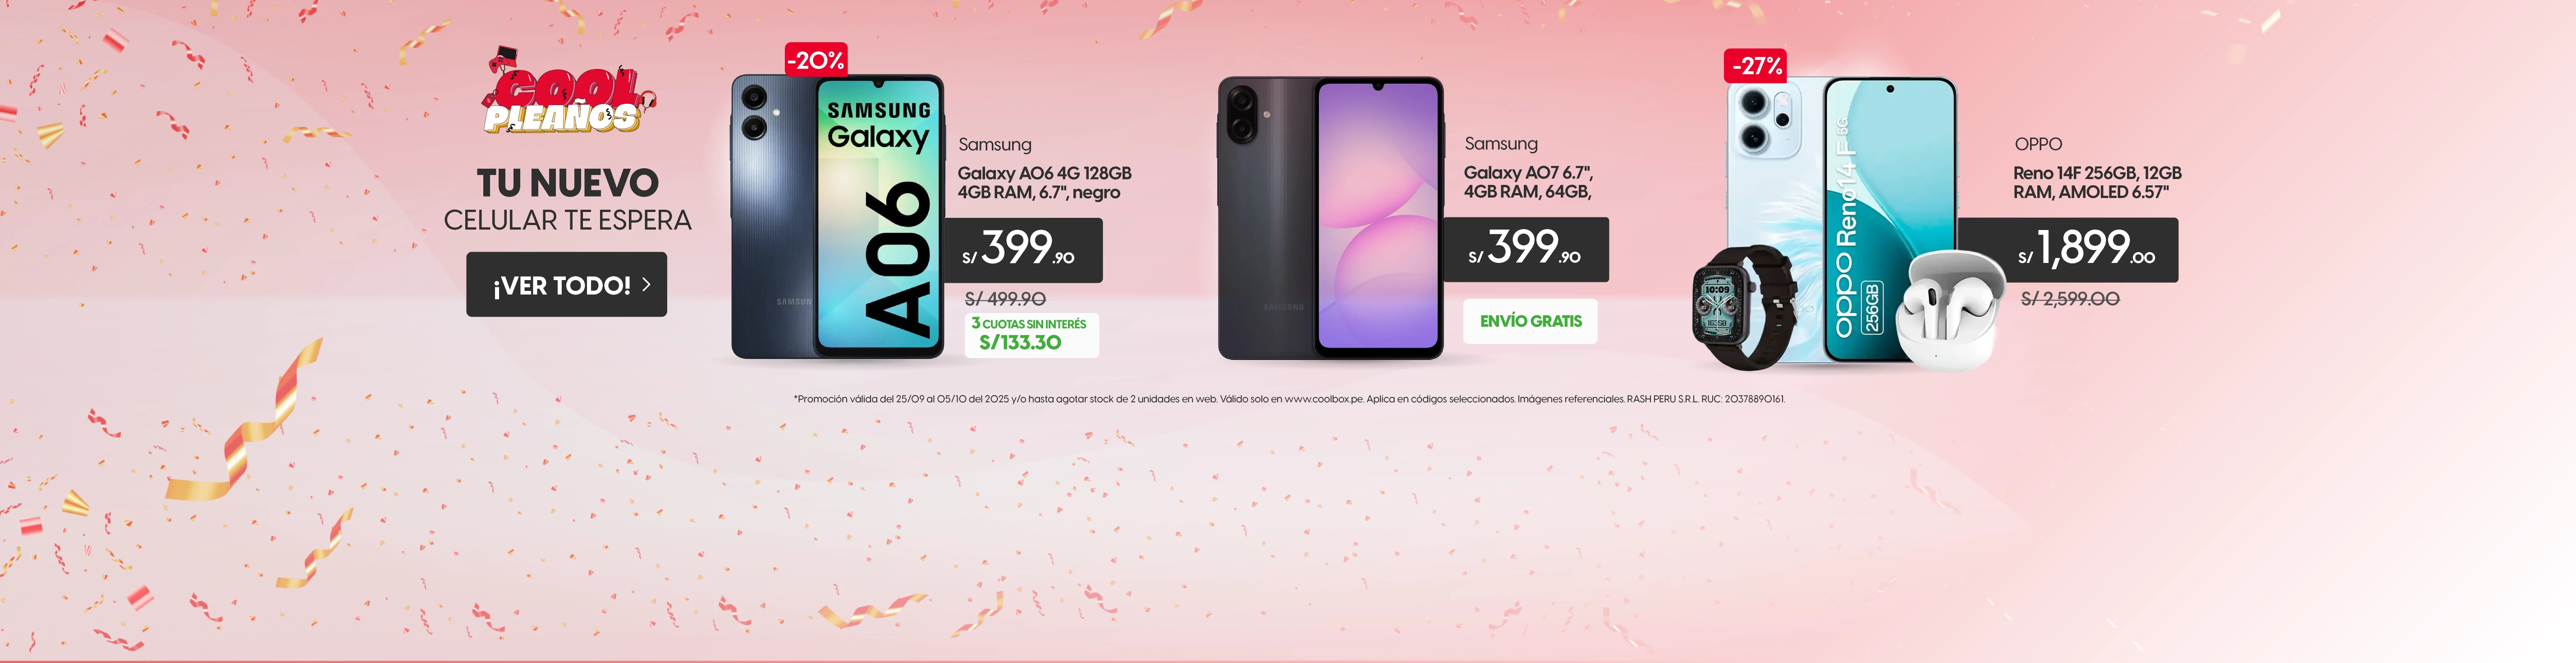 COOL
PLEAÑOS
TU NUEVO
CELULAR TE ESPERA
¡VER TODO! >
-20%
SAMSUNG
Galaxy
A06
SAMSUN
Samsung
Galaxy A06 4G 128GB
4GB RAM, 6.7", negro
S/ 399.90
S/ 499.90
3 CUOTAS SIN INTERÉS
S/133.30
SAMSUNG
Samsung
Galaxy A07 6.7",
4GB RAM, 64GB,
S/ 399.90
ENVÍO GRATIS
-27%
oppo Reno14 F 5G
256GB
10:09
OPPO
Reno 14F 256GB, 12GB
RAM, AMOLED 6.57"
S/ 1,899.00
S/ 2,599.00
*Promoción válida del 25/09 al 05/10 del 2025 y/o hasta agotar stock de 2 unidades en web. Válido solo en www.coolbox.pe. Aplica en códigos seleccionados. Imágenes referenciales. RASH PERU S.R.L. RUC: 20378890161.